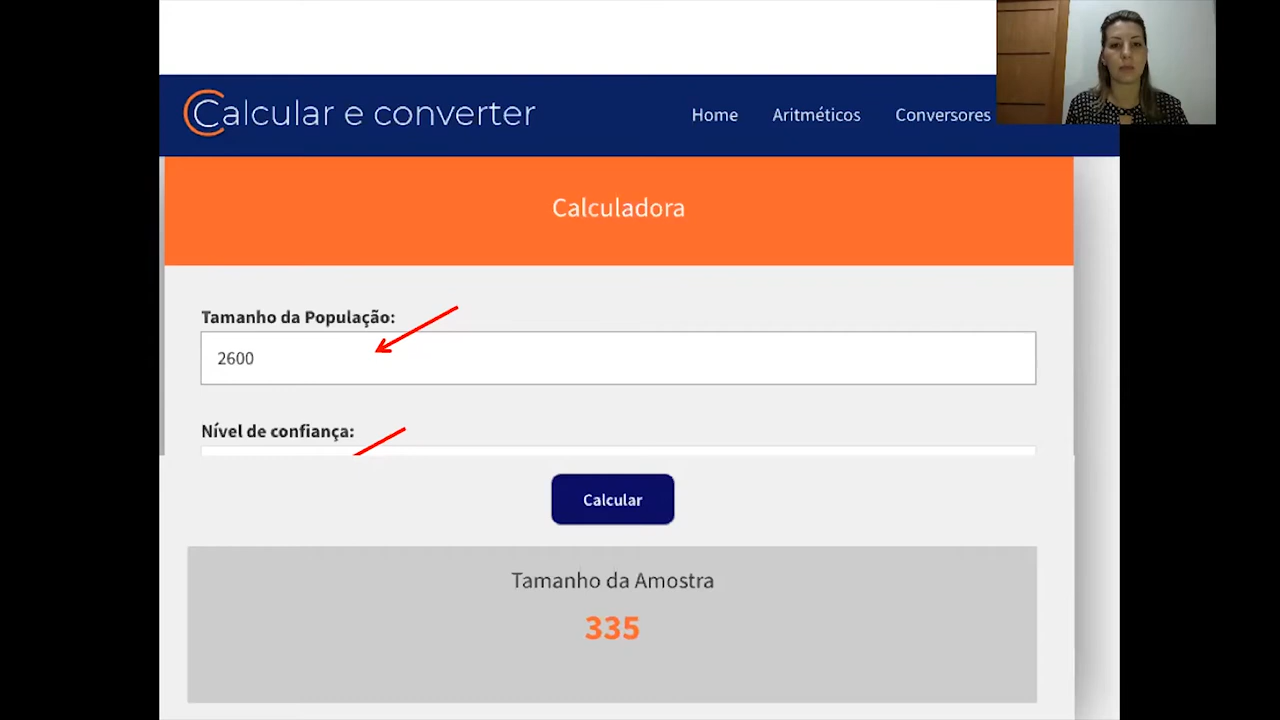 Calcular e converter
Home Aritméticos Conversores
Calculadora
Tamanho da População:
2600
Nível de confiança:
Calcular
Tamanho da Amostra
335